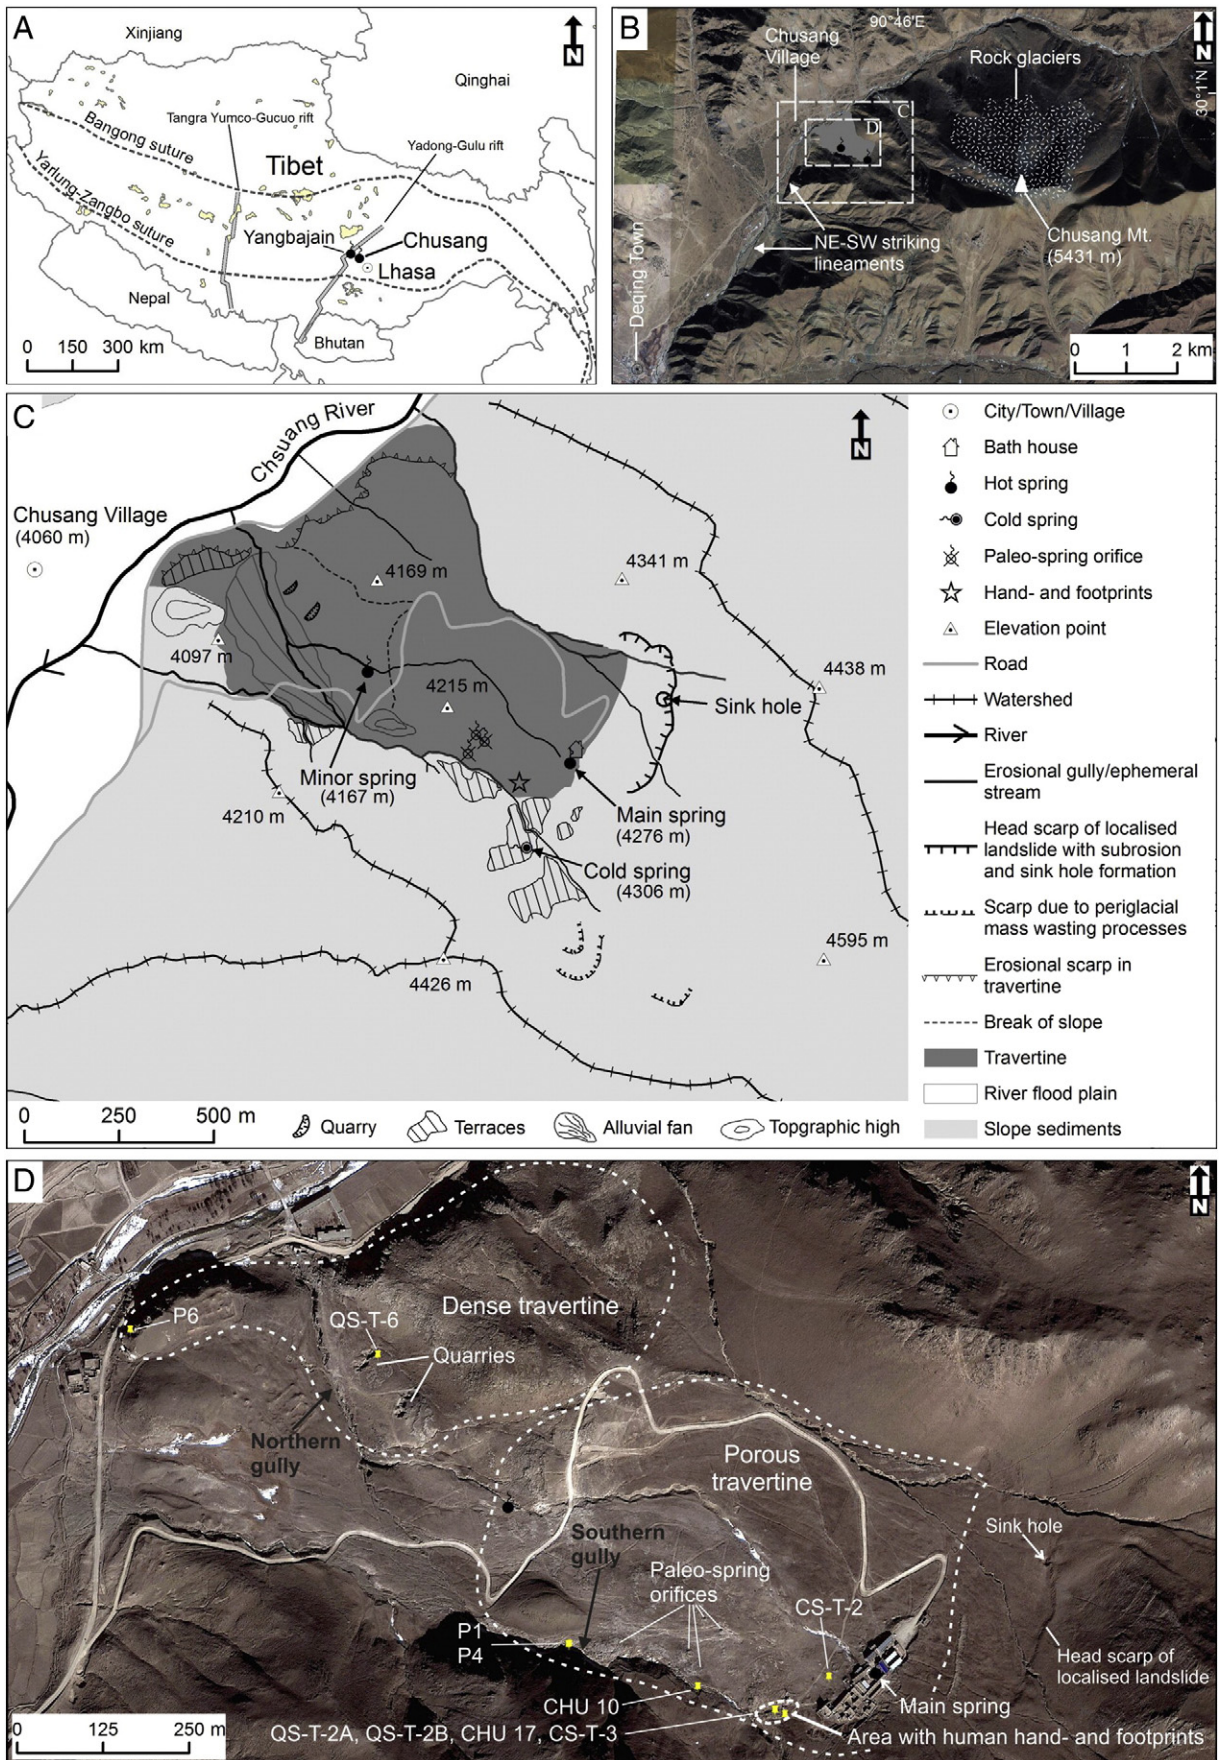 A
N
Xinjiang
Qinghai
Tangra Yumco-Gucuo rift
Bangong suture
Yadong-Gulu rift
Tibet
Yarlung-Zangbo suture
Yangbajain
Chusang
Lhasa
Nepal
Bhutan
0 150 300 km
B
90°46'E
N
30°1'N
Chusang
Village
Rock glaciers
C
D
NE-SW striking
lineaments
Chusang Mt.
(5431 m)
Deqing Town
0 1 2 km
C
Chsuang River
N
Chusang Village
(4060 m)
4169 m
4341 m
4097 m
4438 m
4215 m
Sink hole
Minor spring
(4167 m)
4210 m
Main spring
(4276 m)
Cold spring
(4306 m)
4595 m
4426 m
0 250 500 m
Quarry
Terraces
Alluvial fan
Topgraphic high
City/Town/Village
Bath house
Hot spring
Cold spring
Paleo-spring orifice
Hand- and footprints
Elevation point
Road
Watershed
River
Erosional gully/ephemeral
stream
Head scarp of localised
landslide with subrosion
and sink hole formation
Scarp due to periglacial
mass wasting processes
Erosional scarp in
travertine
Break of slope
Travertine
River flood plain
Slope sediments
D
N
P6
QS-T-6
Dense travertine
Quarries
Northern
gully
Porous
travertine
Southern
gully
Sink hole
Paleo-spring
orifices
CS-T-2
P1
P4
Head scarp of
localised landslide
CHU 10
Main spring
QS-T-2A, QS-T-2B, CHU 17, CS-T-3
Area with human hand- and footprints
0 125 250 m